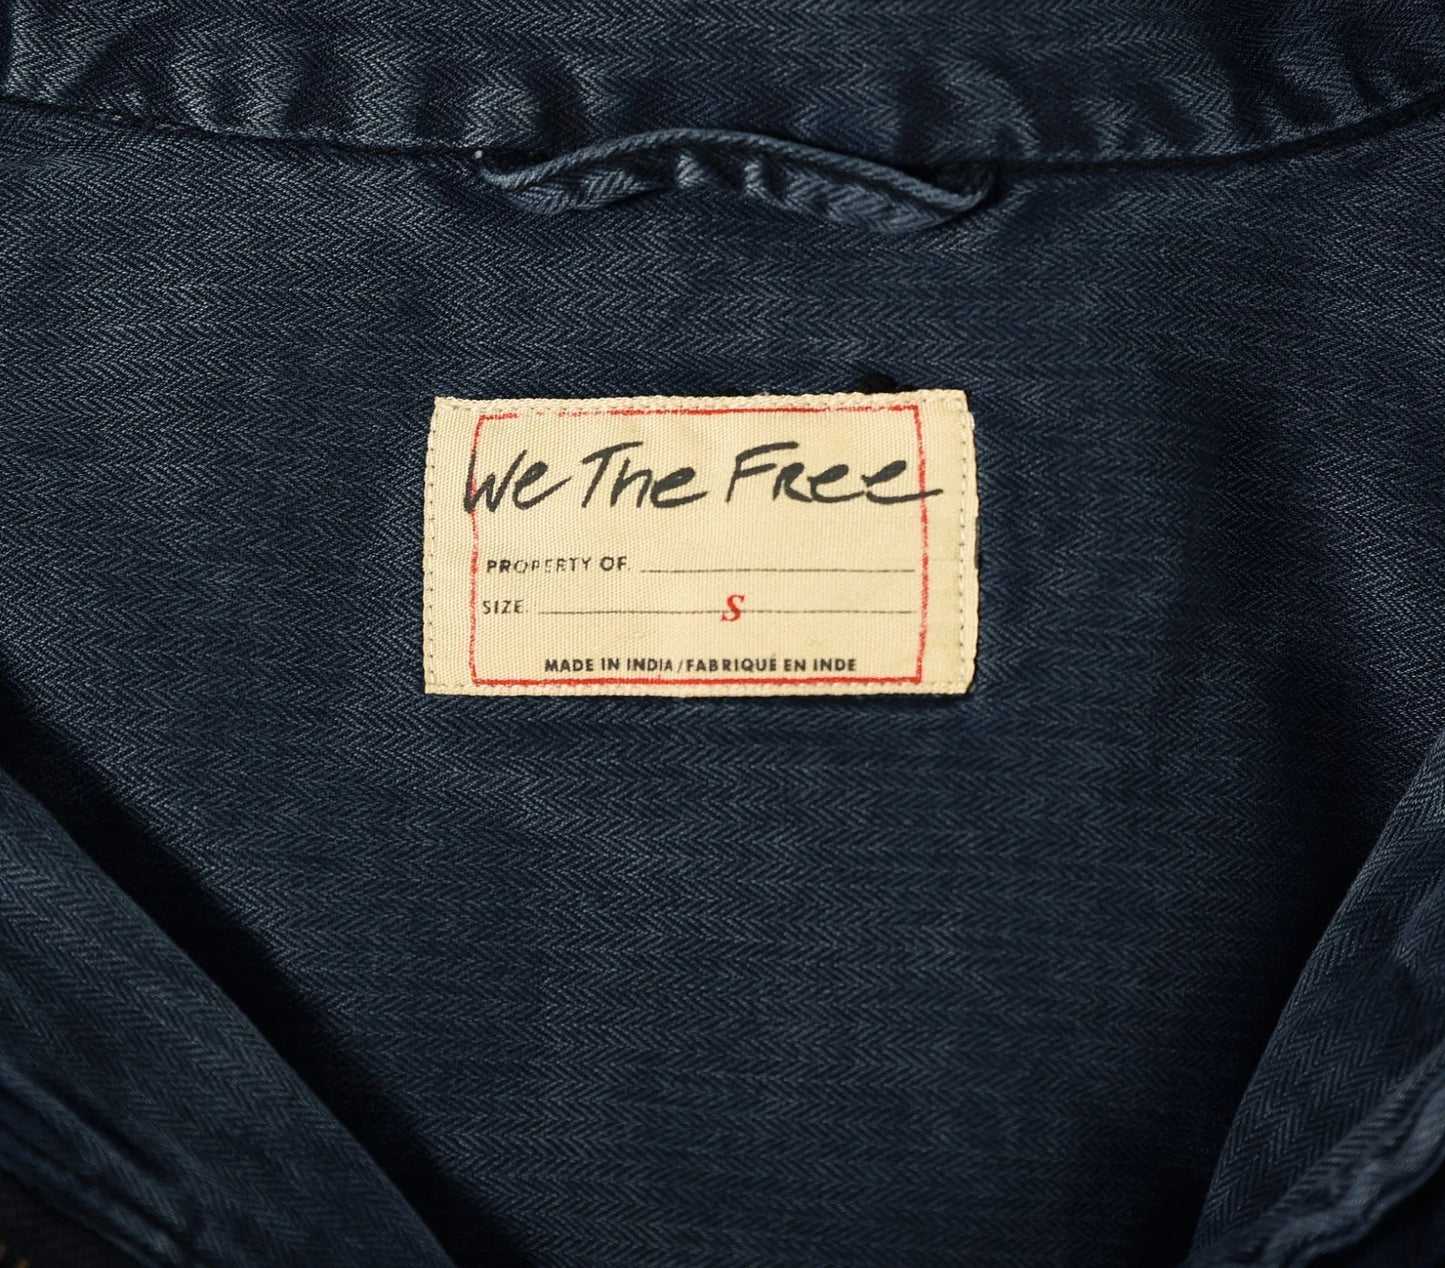 We The Free
PROPERTY OF
SIZE S
MADE IN INDIA / FABRIQUÉ EN INDE